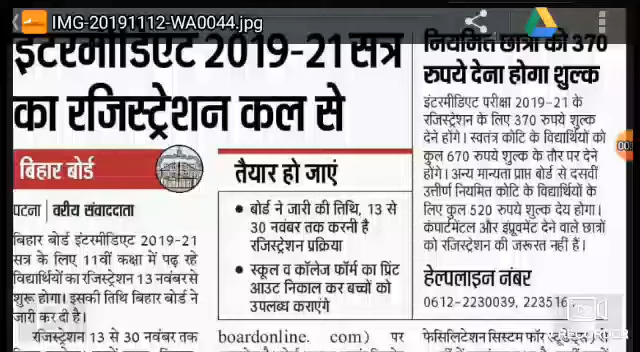 IMG-20191112-WA0044.jpg
इंटरमीडिएट 2019-21 सत्र
का रजिस्ट्रेशन कल से
बिहार बोर्ड
पटना | वरीय संवाददाता
बिहार बोर्ड इंटरमीडिएट 2019-21
सत्र के लिए 11वीं कक्षा में पढ़ रहे
विद्यार्थियों का रजिस्ट्रेशन 13 नवंबर से
शुरू होगा। इसकी तिथि बिहार बोर्ड ने
जारी कर दी है।
रजिस्ट्रेशन 13 से 30 नवंबर तक
तैयार हो जाएं
• बोर्ड ने जारी की तिथि, 13 से
30 नवंबर तक करनी है
रजिस्ट्रेशन प्रक्रिया
• स्कूल व कॉलेज फॉर्म का प्रिंट
आउट निकाल कर बच्चों को
उपलब्ध कराएंगे
boardonline. com) पर
नियमित छात्रों को 370
रुपये देना होगा शुल्क
इंटरमीडिएट परीक्षा 2019-21 के
रजिस्ट्रेशन के लिए 370 रुपये शुल्क
देने होंगे। स्वतंत्र कोटि के विद्यार्थियों को
कुल 670 रुपये शुल्क के तौर पर देने
होंगे। अन्य मान्यता प्राप्त बोर्ड से दसवीं
उत्तीर्ण नियमित कोटि के विद्यार्थियों के
लिए कुल 520 रुपये शुल्क देय होगा।
कंपार्टमेंटल और इंप्रूवमेंट देने वाले छात्रों
को रजिस्ट्रेशन की जरूरत नहीं है।
हेल्पलाइन नंबर
0612-2230039, 223516
फेसिलिटेशन सिस्टम फॉर
00: